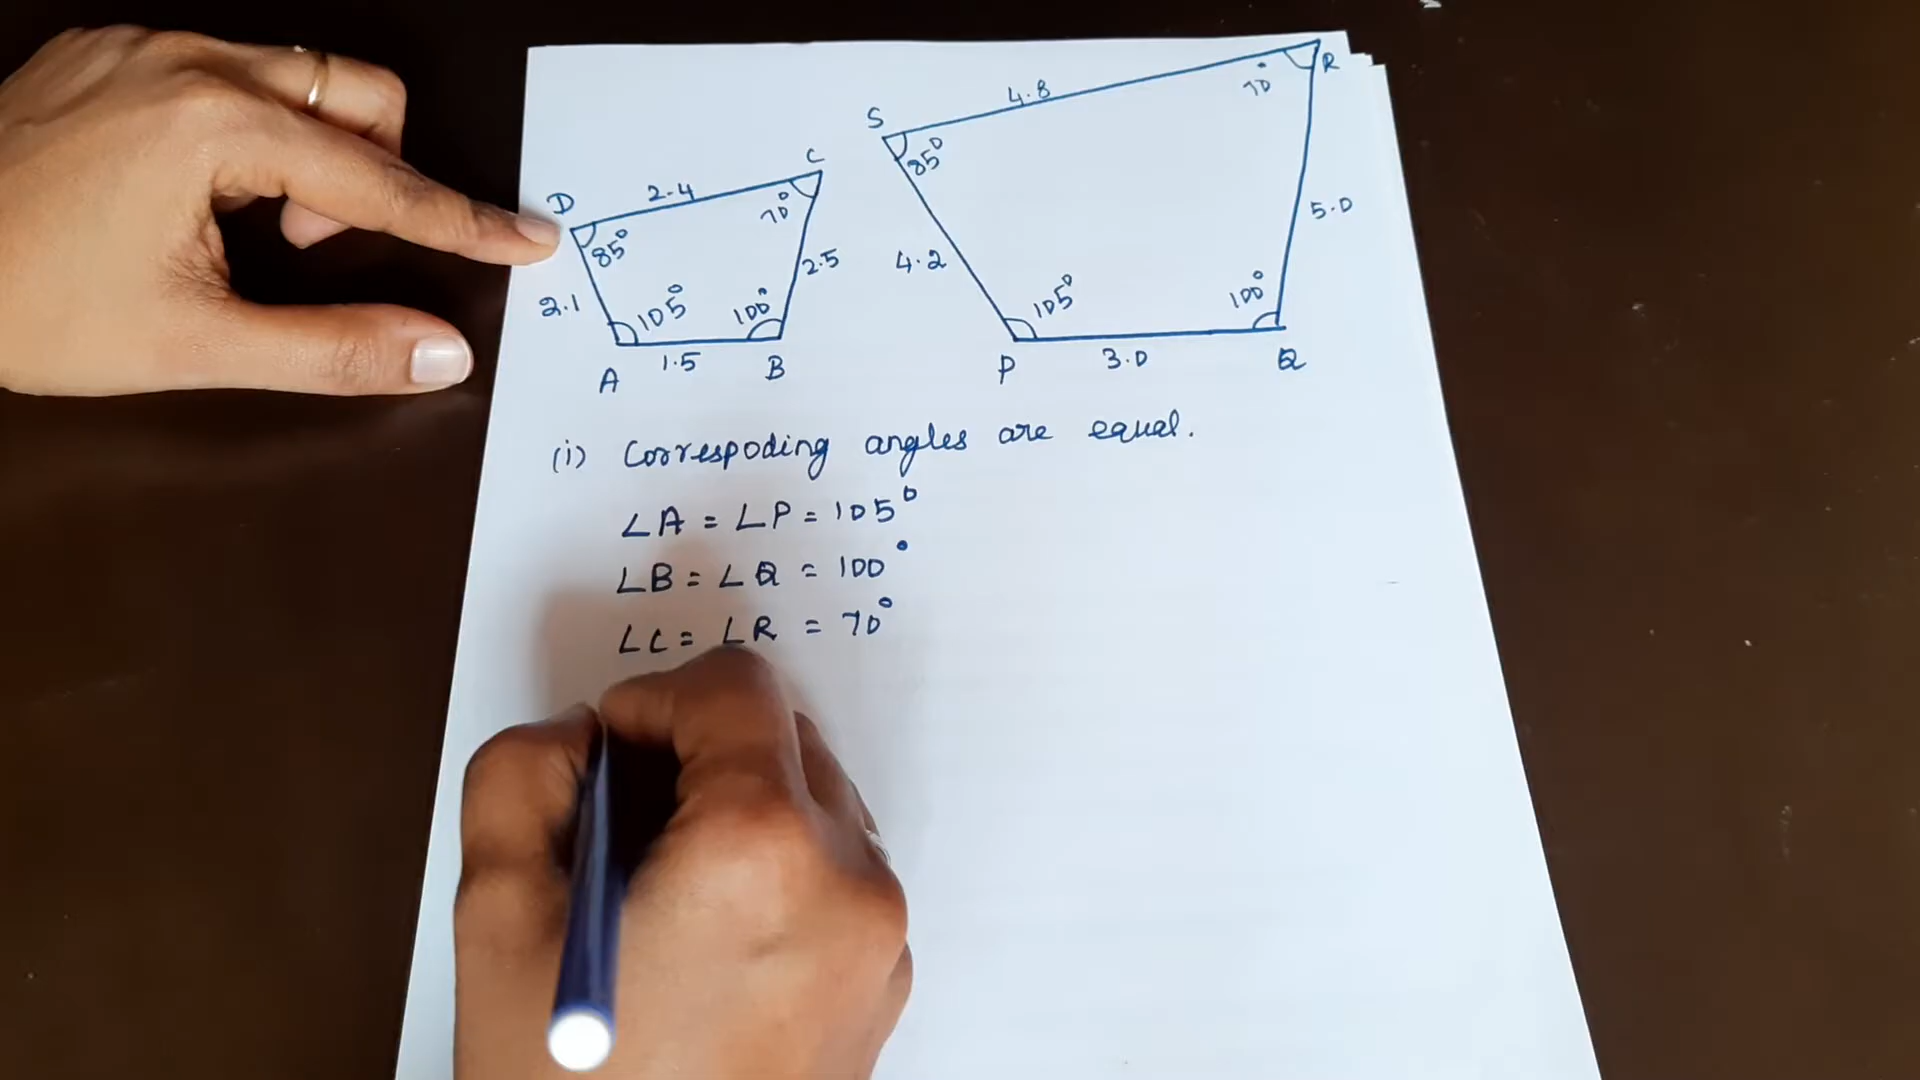 D 2.4 C
85° 70°
2.1 2.5
105° 100°
A 1.5 B
S 4.8 R
85° 70°
4.2 5.0
105° 100°
P 3.0 Q
(i) Correspoding angles are equal.
∠A = ∠P = 105°
∠B = ∠Q = 100°
∠C = ∠R = 70°